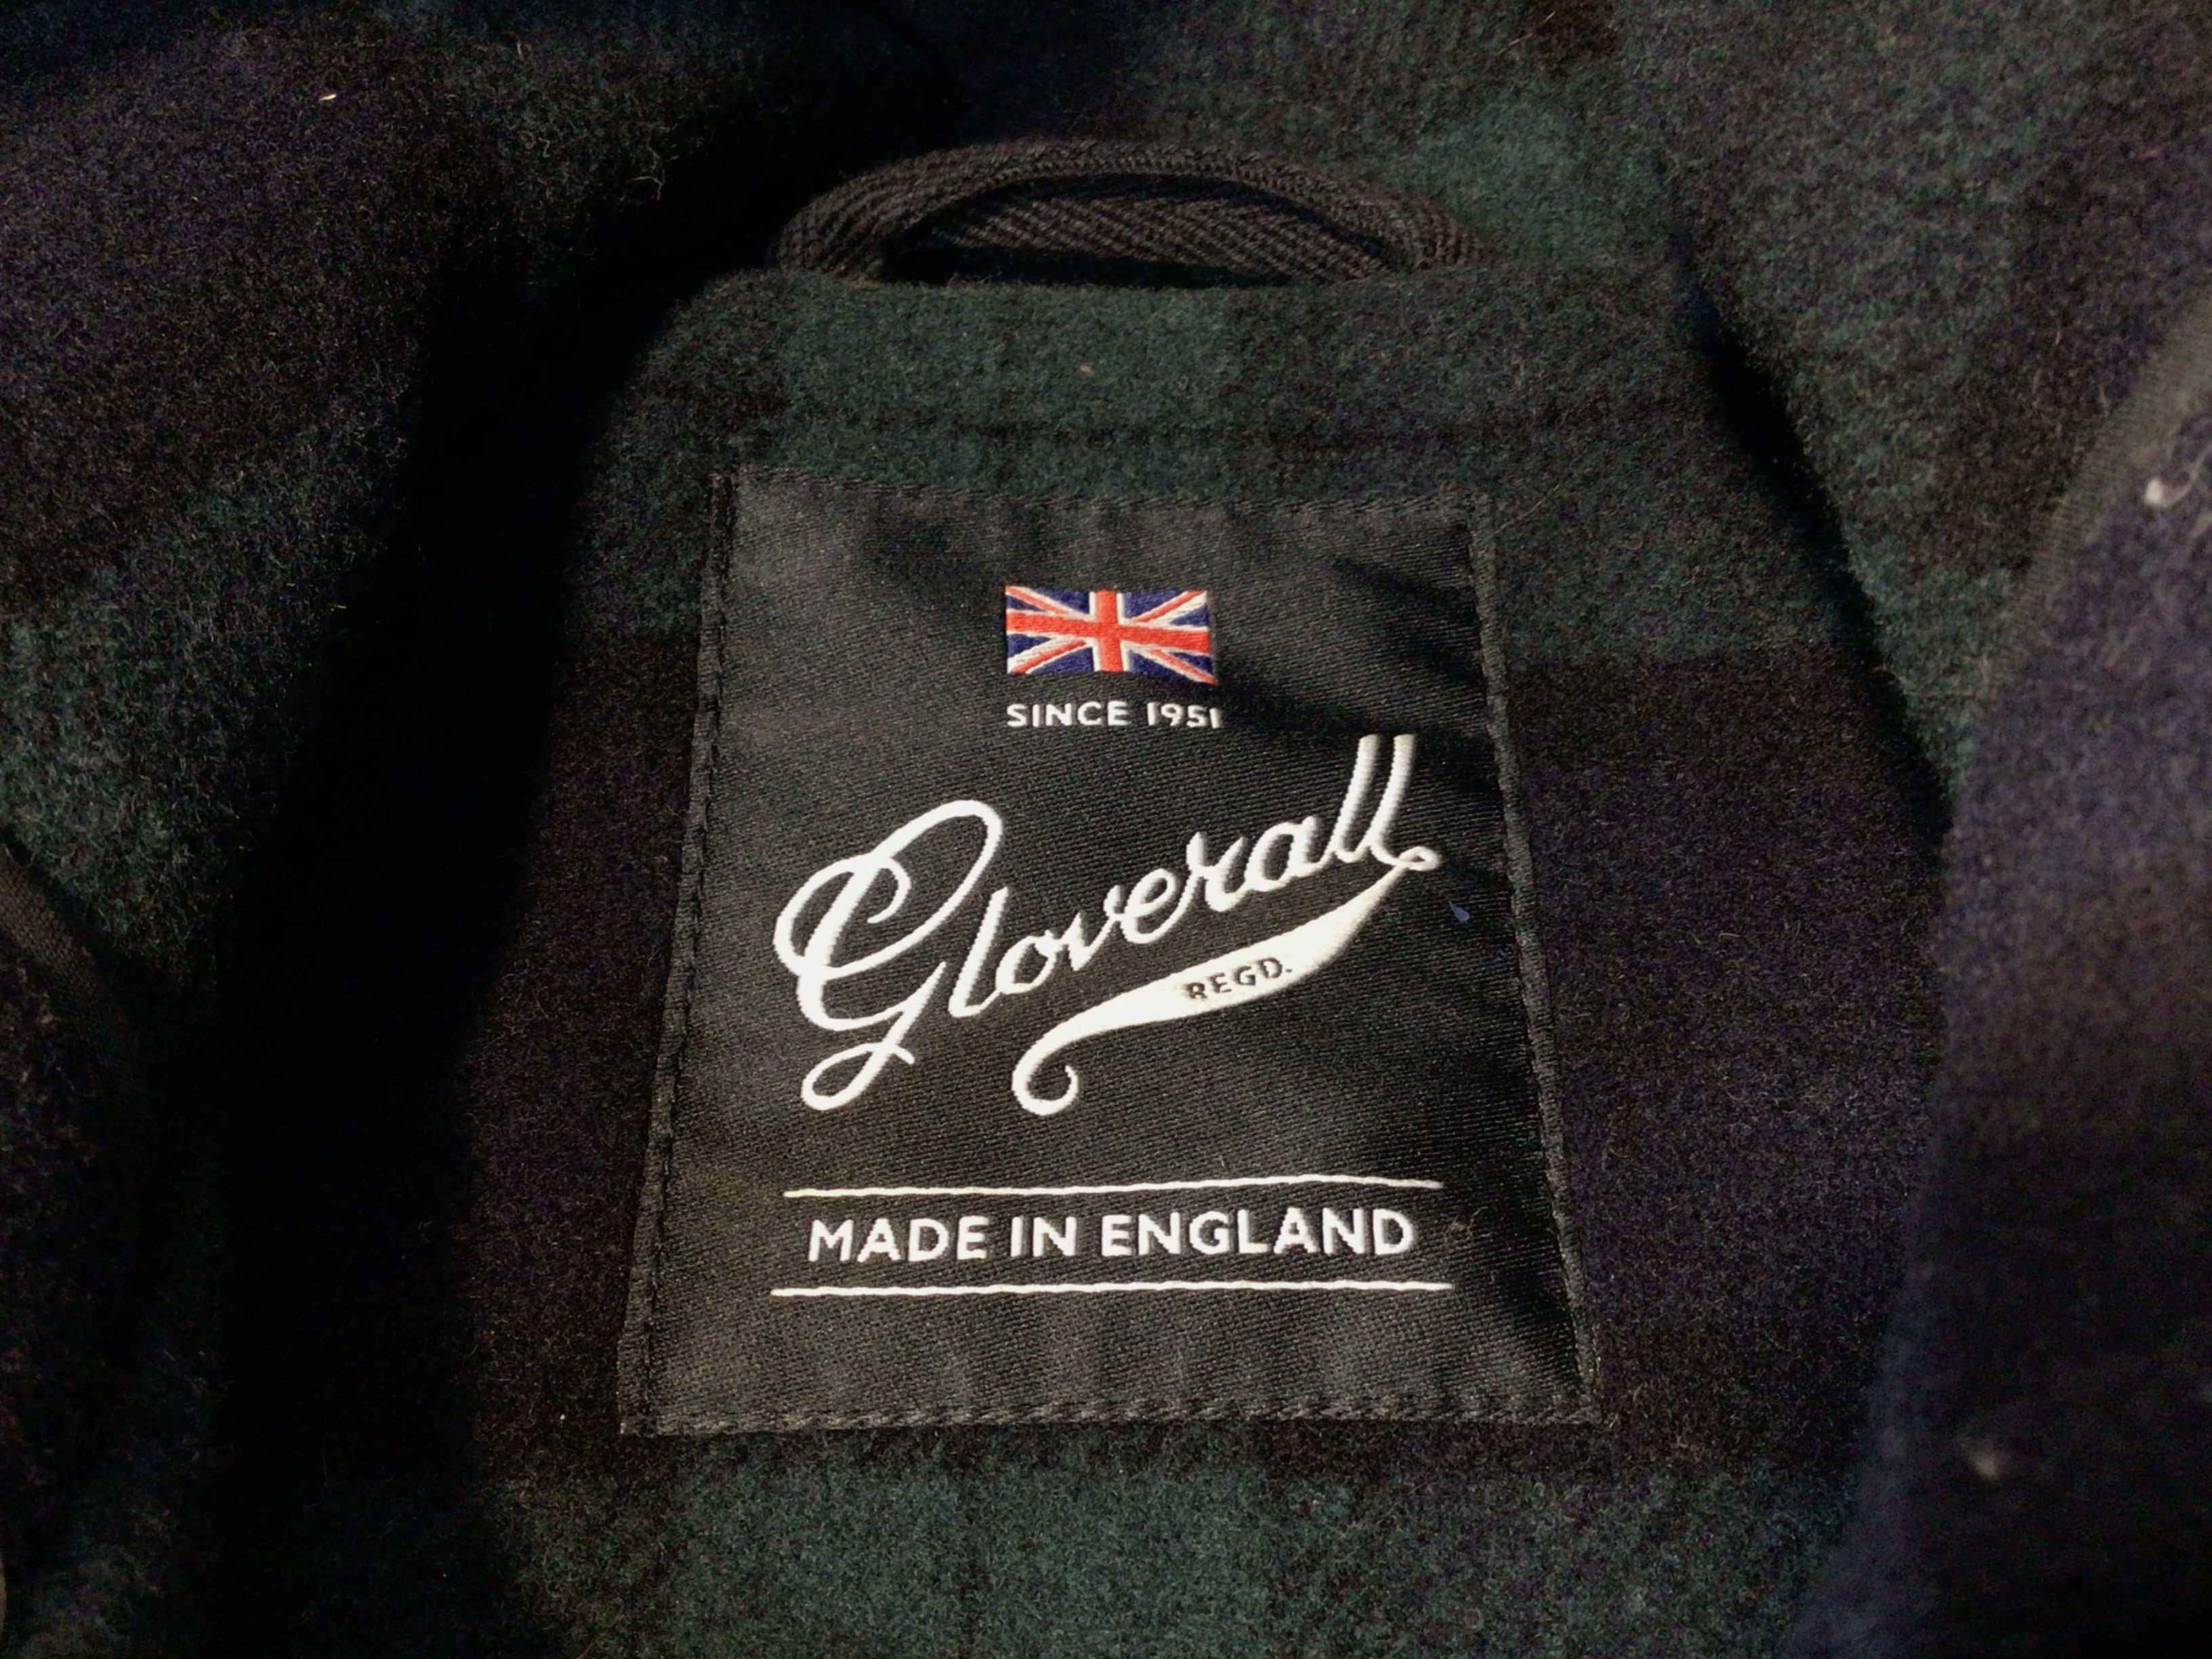 SINCE 1951
Gloverall
REGD.
MADE IN ENGLAND